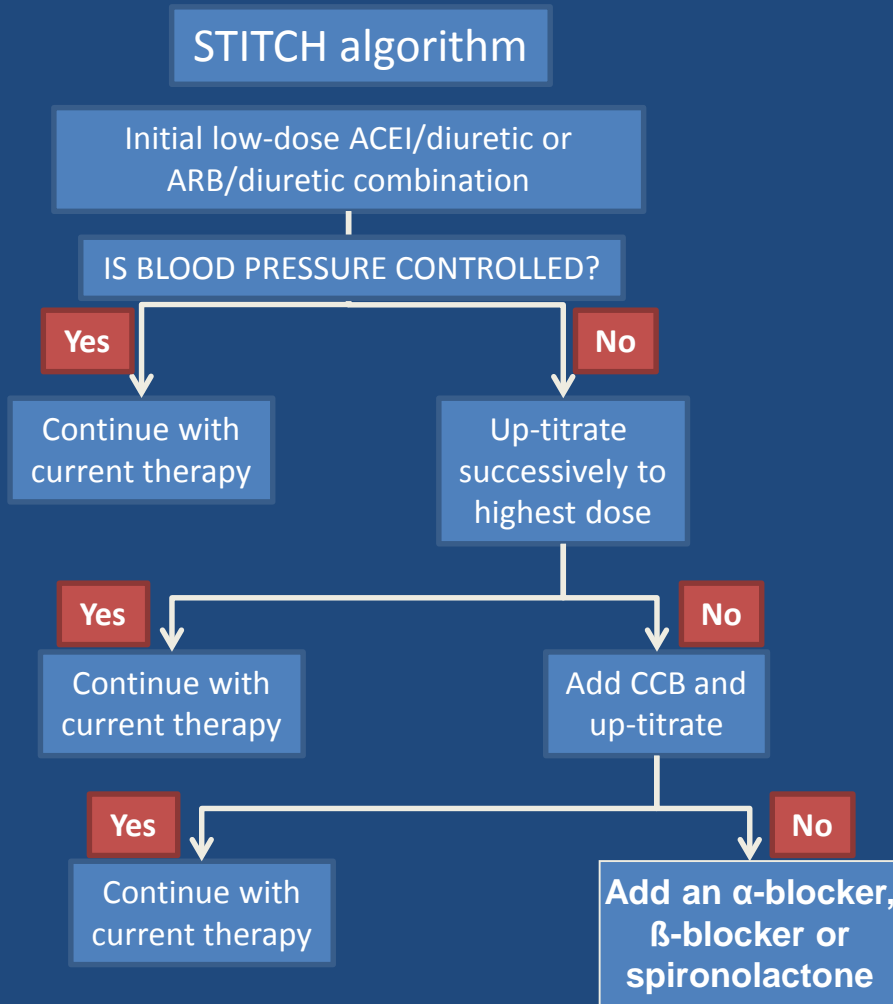 STITCH algorithm
Initial low-dose ACEI/diuretic or
ARB/diuretic combination
IS BLOOD PRESSURE CONTROLLED?
Yes
No
Continue with
current therapy
Up-titrate
successively to
highest dose
Yes
No
Continue with
current therapy
Add CCB and
up-titrate
Yes
No
Continue with
current therapy
Add an α-blocker,
ß-blocker or
spironolactone